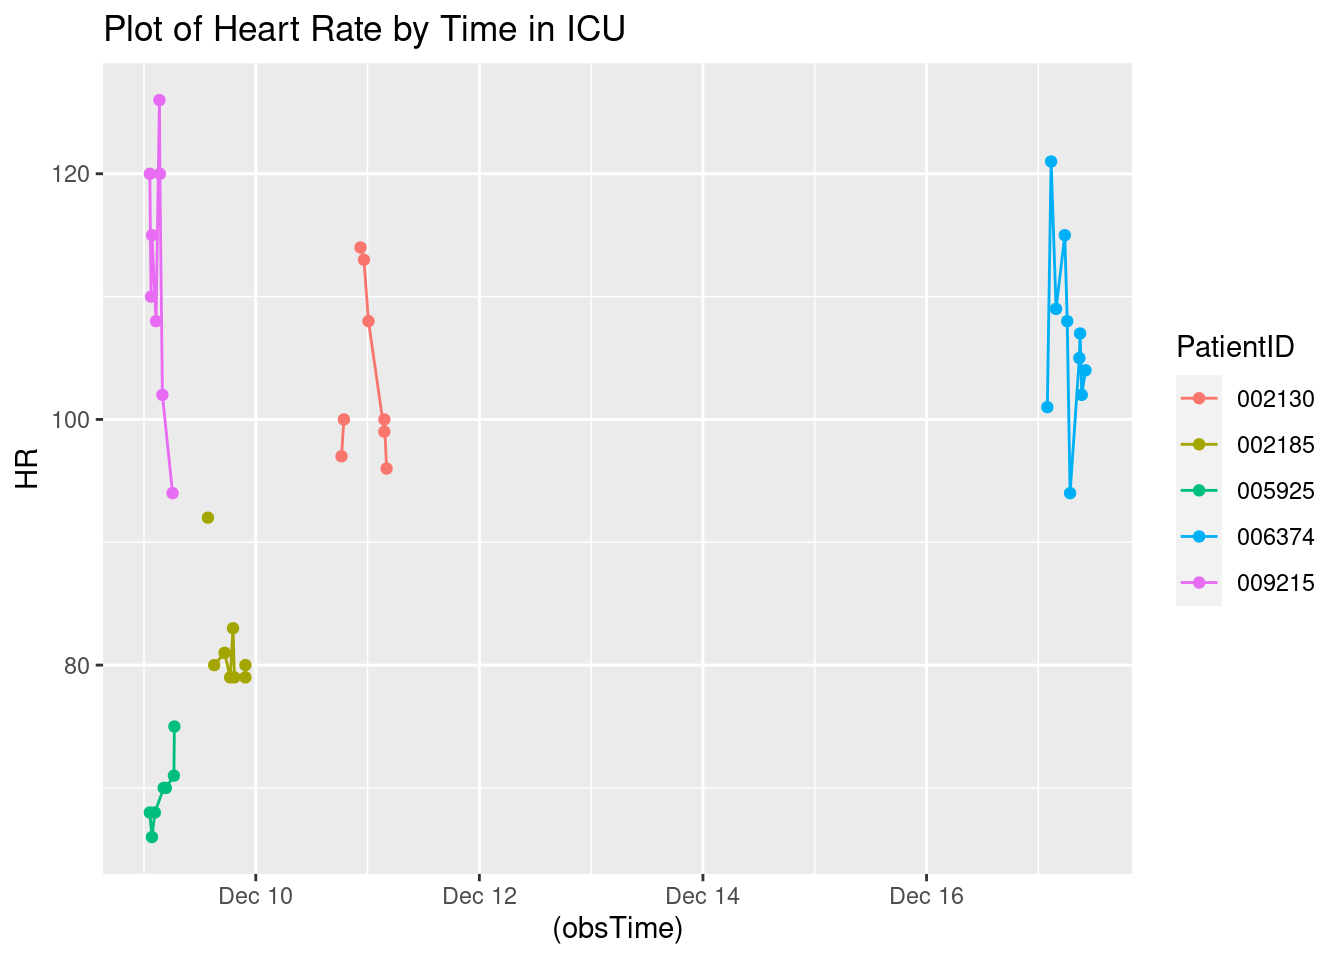 Plot of Heart Rate by Time in ICU
120
100
80
HR
Dec 10
Dec 12
Dec 14
Dec 16
(obsTime)
PatientID
002130
002185
005925
006374
009215